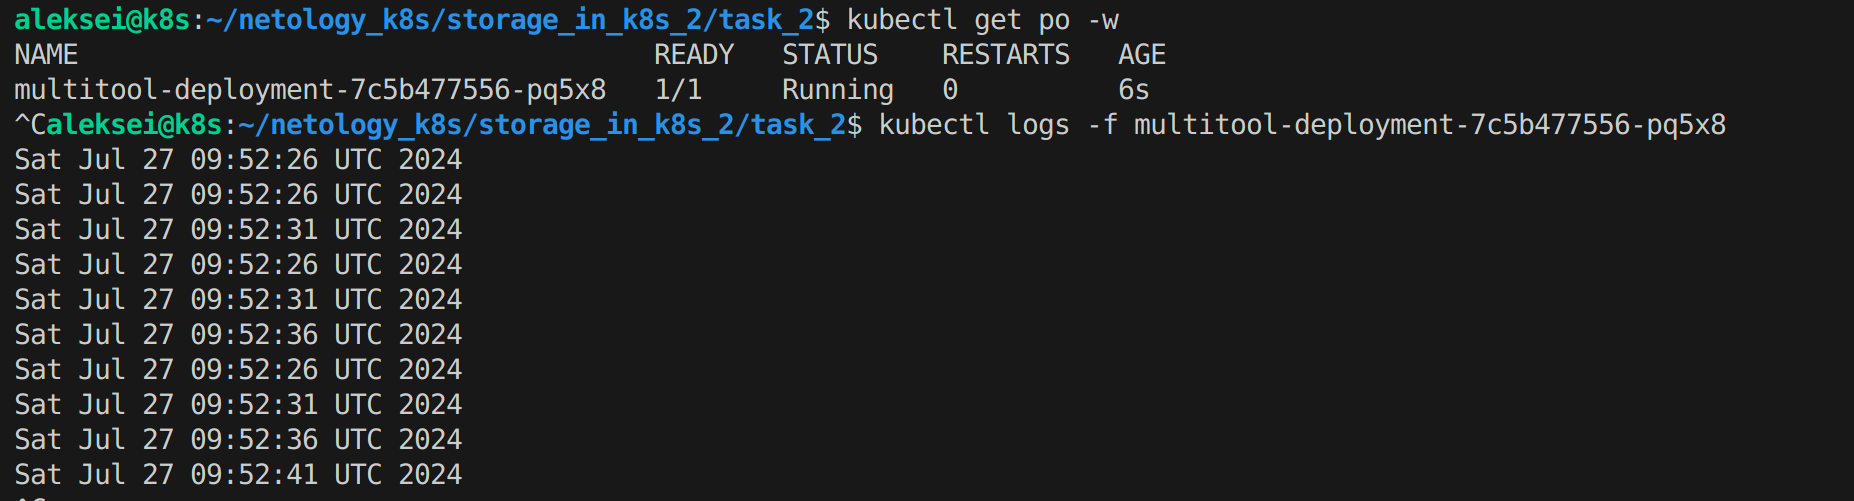 aleksei@k8s:~/netology_k8s/storage_in_k8s_2/task_2$ kubectl get po -w
NAME                                    READY   STATUS    RESTARTS   AGE
multitool-deployment-7c5b477556-pq5x8   1/1     Running   0          6s
^Caleksei@k8s:~/netology_k8s/storage_in_k8s_2/task_2$ kubectl logs -f multitool-deployment-7c5b477556-pq5x8
Sat Jul 27 09:52:26 UTC 2024
Sat Jul 27 09:52:26 UTC 2024
Sat Jul 27 09:52:31 UTC 2024
Sat Jul 27 09:52:26 UTC 2024
Sat Jul 27 09:52:31 UTC 2024
Sat Jul 27 09:52:36 UTC 2024
Sat Jul 27 09:52:26 UTC 2024
Sat Jul 27 09:52:31 UTC 2024
Sat Jul 27 09:52:36 UTC 2024
Sat Jul 27 09:52:41 UTC 2024